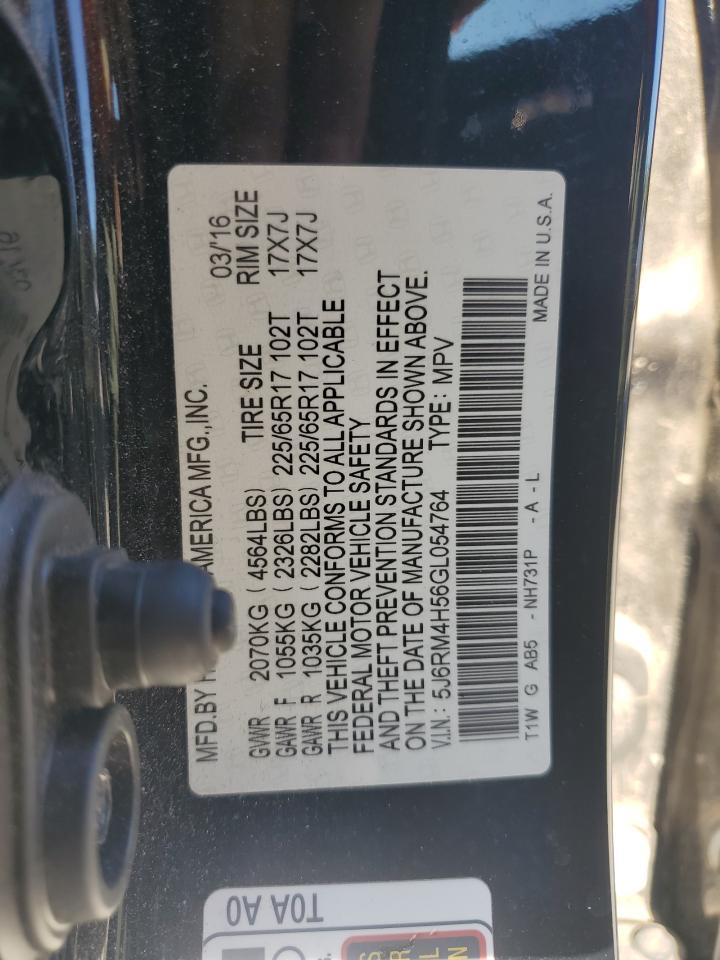 MFD.BY AMERICA MFG.,INC. 03/'16
GVWR 2070KG ( 4564LBS) TIRE SIZE RIM SIZE
GAWR F 1055KG ( 2326LBS) 225/65R17 102T 17X7J
GAWR R 1035KG ( 2282LBS) 225/65R17 102T 17X7J
THIS VEHICLE CONFORMS TO ALL APPLICABLE
FEDERAL MOTOR VEHICLE SAFETY
AND THEFT PREVENTION STANDARDS IN EFFECT
ON THE DATE OF MANUFACTURE SHOWN ABOVE.
V.I.N.: 5J6RM4H56GL054764 TYPE: MPV
T1W G AB5 - NH731P - A - L MADE IN U.S.A.
T0A A0